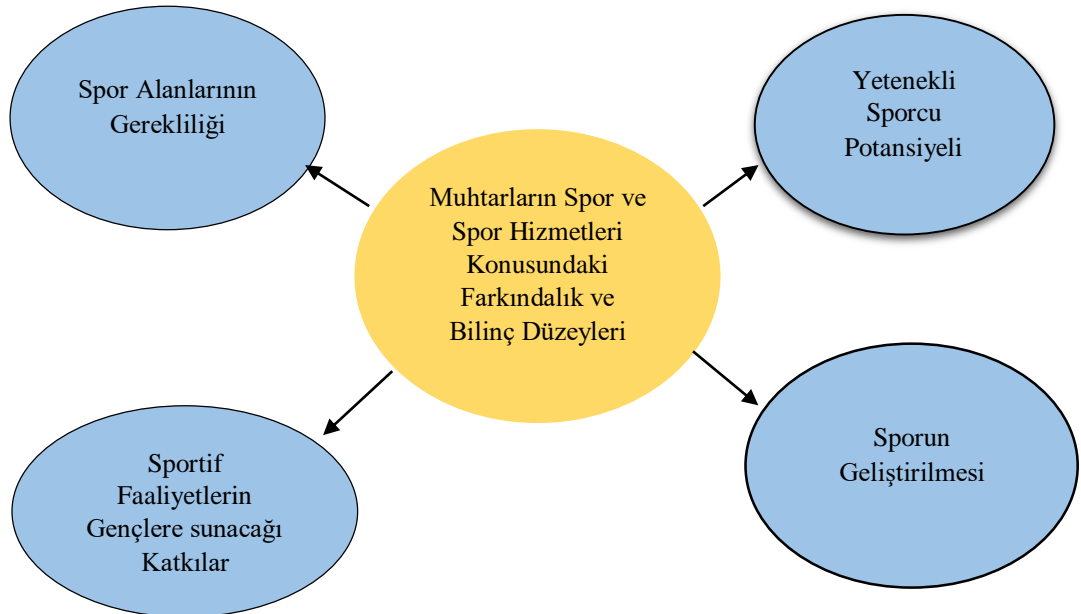 Spor Alanlarının
Gerekliliği
Yetenekli
Sporcu
Potansiyeli
Muhtarların Spor ve
Spor Hizmetleri
Konusundaki
Farkındalık ve
Bilinç Düzeyleri
Sportif
Faaliyetlerin
Gençlere sunacağı
Katkılar
Sporun
Geliştirilmesi